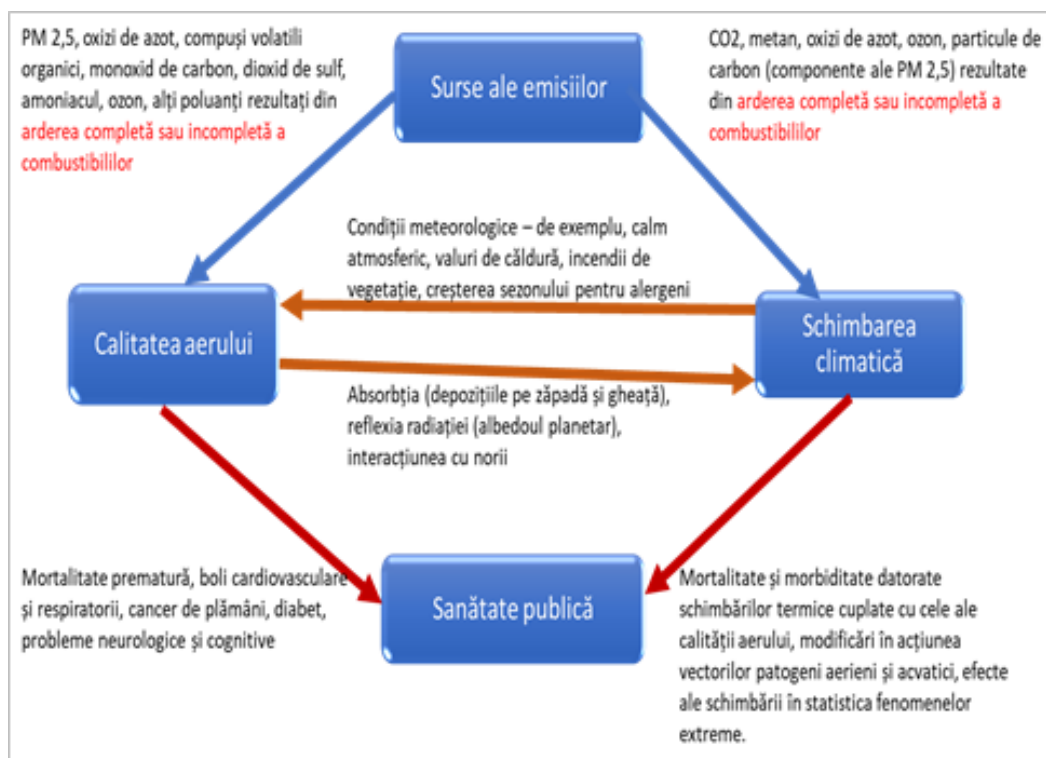 PM 2,5, oxizi de azot, compuși volatili
organici, monoxid de carbon, dioxid de sulf,
amoniacul, ozon, alți poluanți rezultați din
arderea completă sau incompletă a
combustibililor
Surse ale emisiilor
CO2, metan, oxizi de azot, ozon, particule de
carbon (componente ale PM 2,5) rezultate
din arderea completă sau incompletă a
combustibililor
Condiții meteorologice – de exemplu, calm
atmosferic, valuri de căldură, incendii de
vegetație, creșterea sezonului pentru alergeni
Calitatea aerului
Schimbarea
climatică
Absorbția (depozițiile pe zăpadă și gheață),
reflexia radiației (albedoul planetar),
interacțiunea cu norii
Mortalitate prematură, boli cardiovasculare
și respiratorii, cancer de plămâni, diabet,
probleme neurologice și cognitive
Sanătate publică
Mortalitate și morbiditate datorate
schimbărilor termice cuplate cu cele ale
calității aerului, modificări în acțiunea
vectorilor patogeni aerieni și acvatici, efecte
ale schimbării în statistica fenomenelor
extreme.